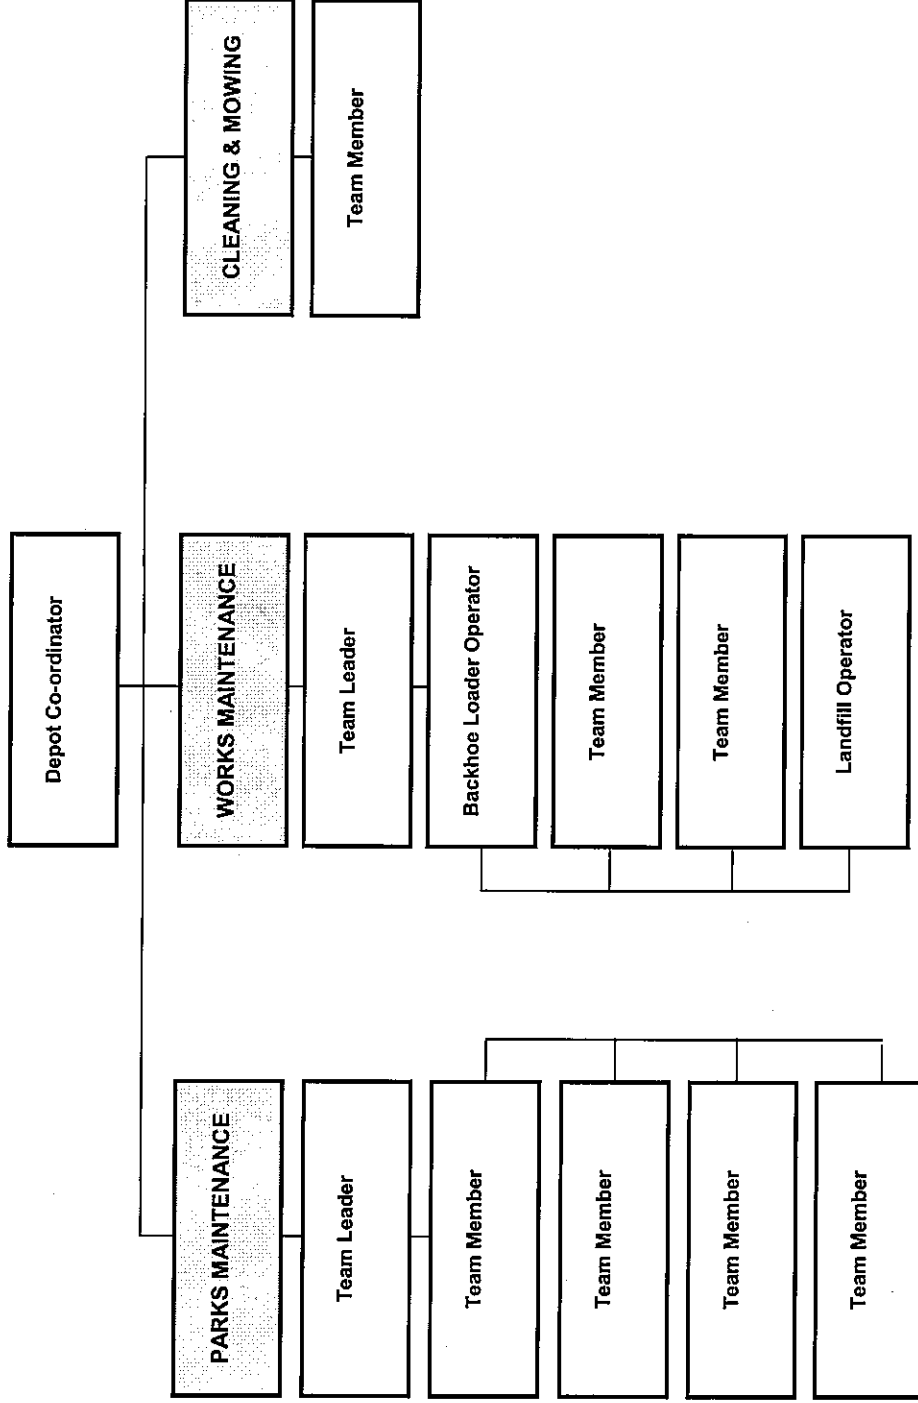 Depot Co-ordinator
PARKS MAINTENANCE
Team Leader
Team Member
Team Member
Team Member
Team Member
WORKS MAINTENANCE
Team Leader
Backhoe Loader Operator
Team Member
Team Member
Landfill Operator
CLEANING & MOWING
Team Member